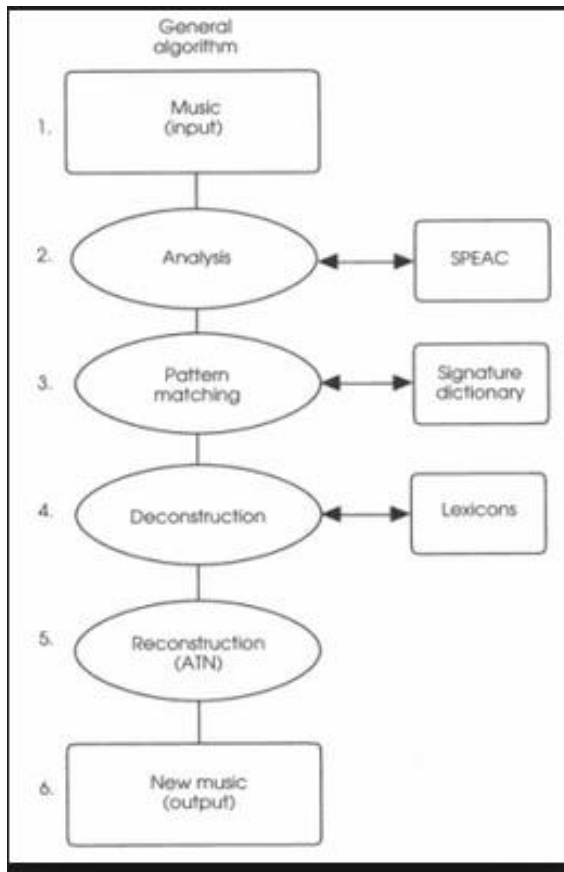 General
algorithm
1.
Music
(input)
2.
Analysis
SPEAC
3.
Pattern
matching
Signature
dictionary
4.
Deconstruction
Lexicons
5.
Reconstruction
(ATN)
6.
New music
(output)